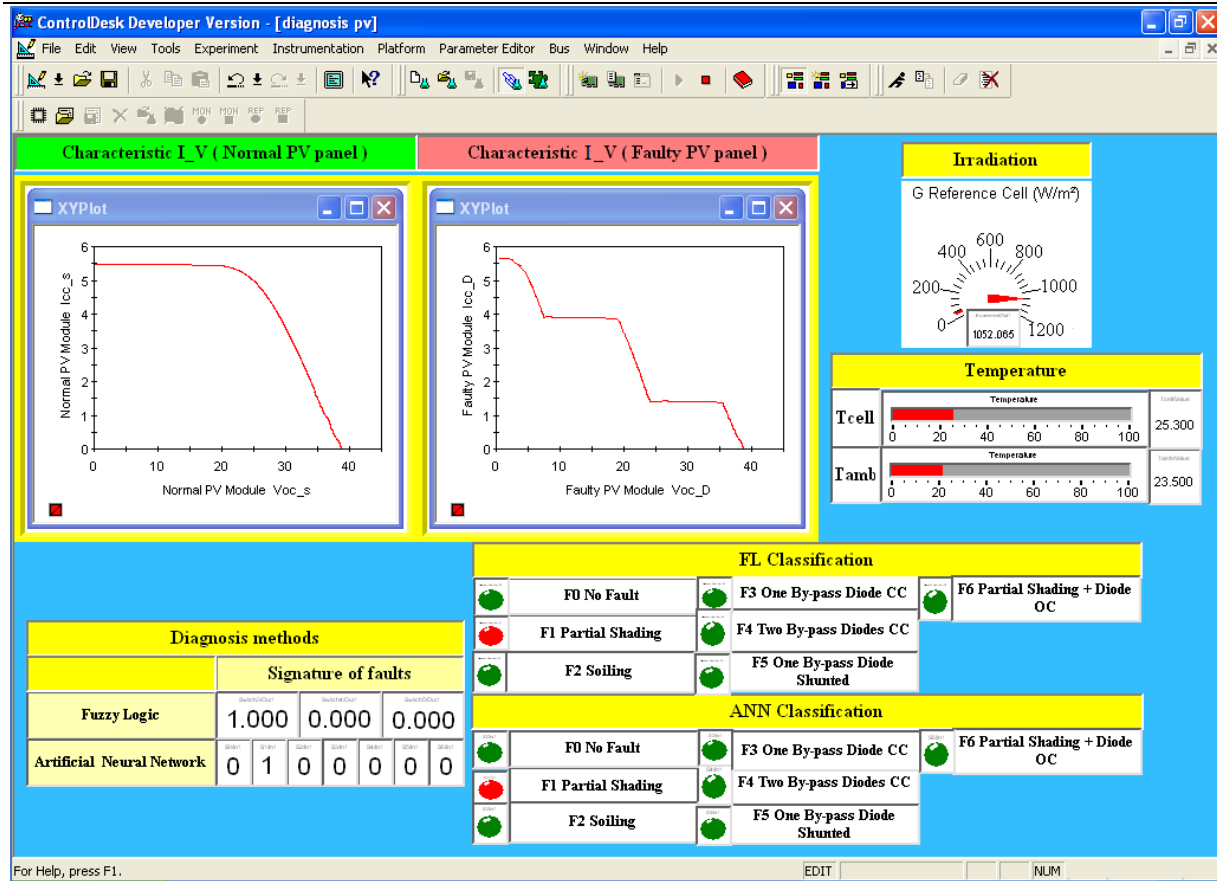 ControlDesk Developer Version - [diagnosis pv]
File Edit View Tools Experiment Instrumentation Platform Parameter Editor Bus Window Help
MON MON REP REP
Characteristic I_V ( Normal PV panel )
Characteristic I_V ( Faulty PV panel )
XYPlot
Normal PV Module Icc_s
6
5
4
3
2
1
0
0 10 20 30 40
Normal PV Module Voc_s
XYPlot
Faulty PV Module Icc_D
6
5
4
3
2
1
0
0 10 20 30 40
Faulty PV Module Voc_D
Irradiation
G Reference Cell (W/m²)
0 200 400 600 800 1000 1200
1052.065
Temperature
Tcell
Temperature
0 20 40 60 80 100
25.300
Tamb
Temperature
0 20 40 60 80 100
23.500
Diagnosis methods
Signature of faults
Fuzzy Logic
1.000 0.000 0.000
Artificial Neural Network
0 1 0 0 0 0 0
FL Classification
F0 No Fault
F3 One By-pass Diode CC
F6 Partial Shading + Diode
OC
F1 Partial Shading
F4 Two By-pass Diodes CC
F2 Soiling
F5 One By-pass Diode
Shunted
ANN Classification
F0 No Fault
F3 One By-pass Diode CC
F6 Partial Shading + Diode
OC
F1 Partial Shading
F4 Two By-pass Diodes CC
F2 Soiling
F5 One By-pass Diode
Shunted
For Help, press F1.
EDIT
NUM